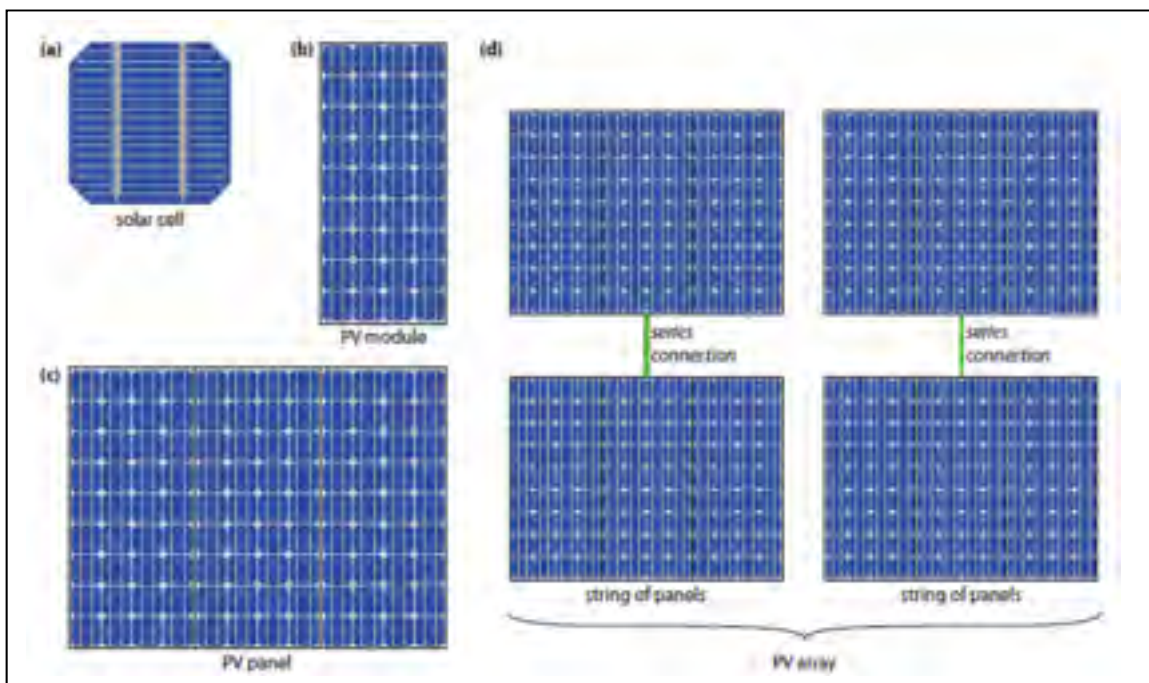 (a)
solar cell
(b)
PV module
(c)
PV panel
(d)
series
connection
series
connection
string of panels
string of panels
PV array